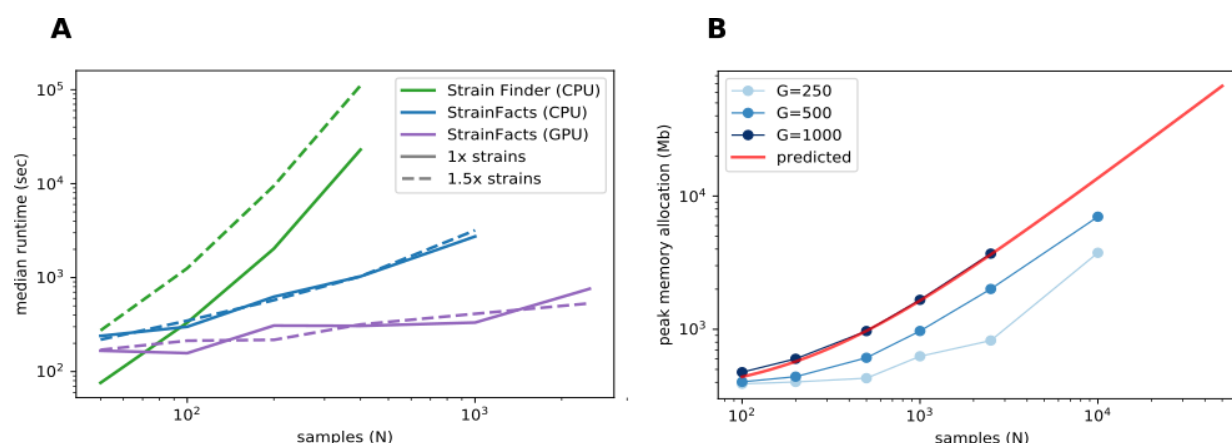 A
median runtime (sec)
10^5
10^4
10^3
10^2
Strain Finder (CPU)
StrainFacts (CPU)
StrainFacts (GPU)
1x strains
1.5x strains
10^2
10^3
samples (N)
B
peak memory allocation (Mb)
10^4
10^3
G=250
G=500
G=1000
predicted
10^2
10^3
10^4
samples (N)